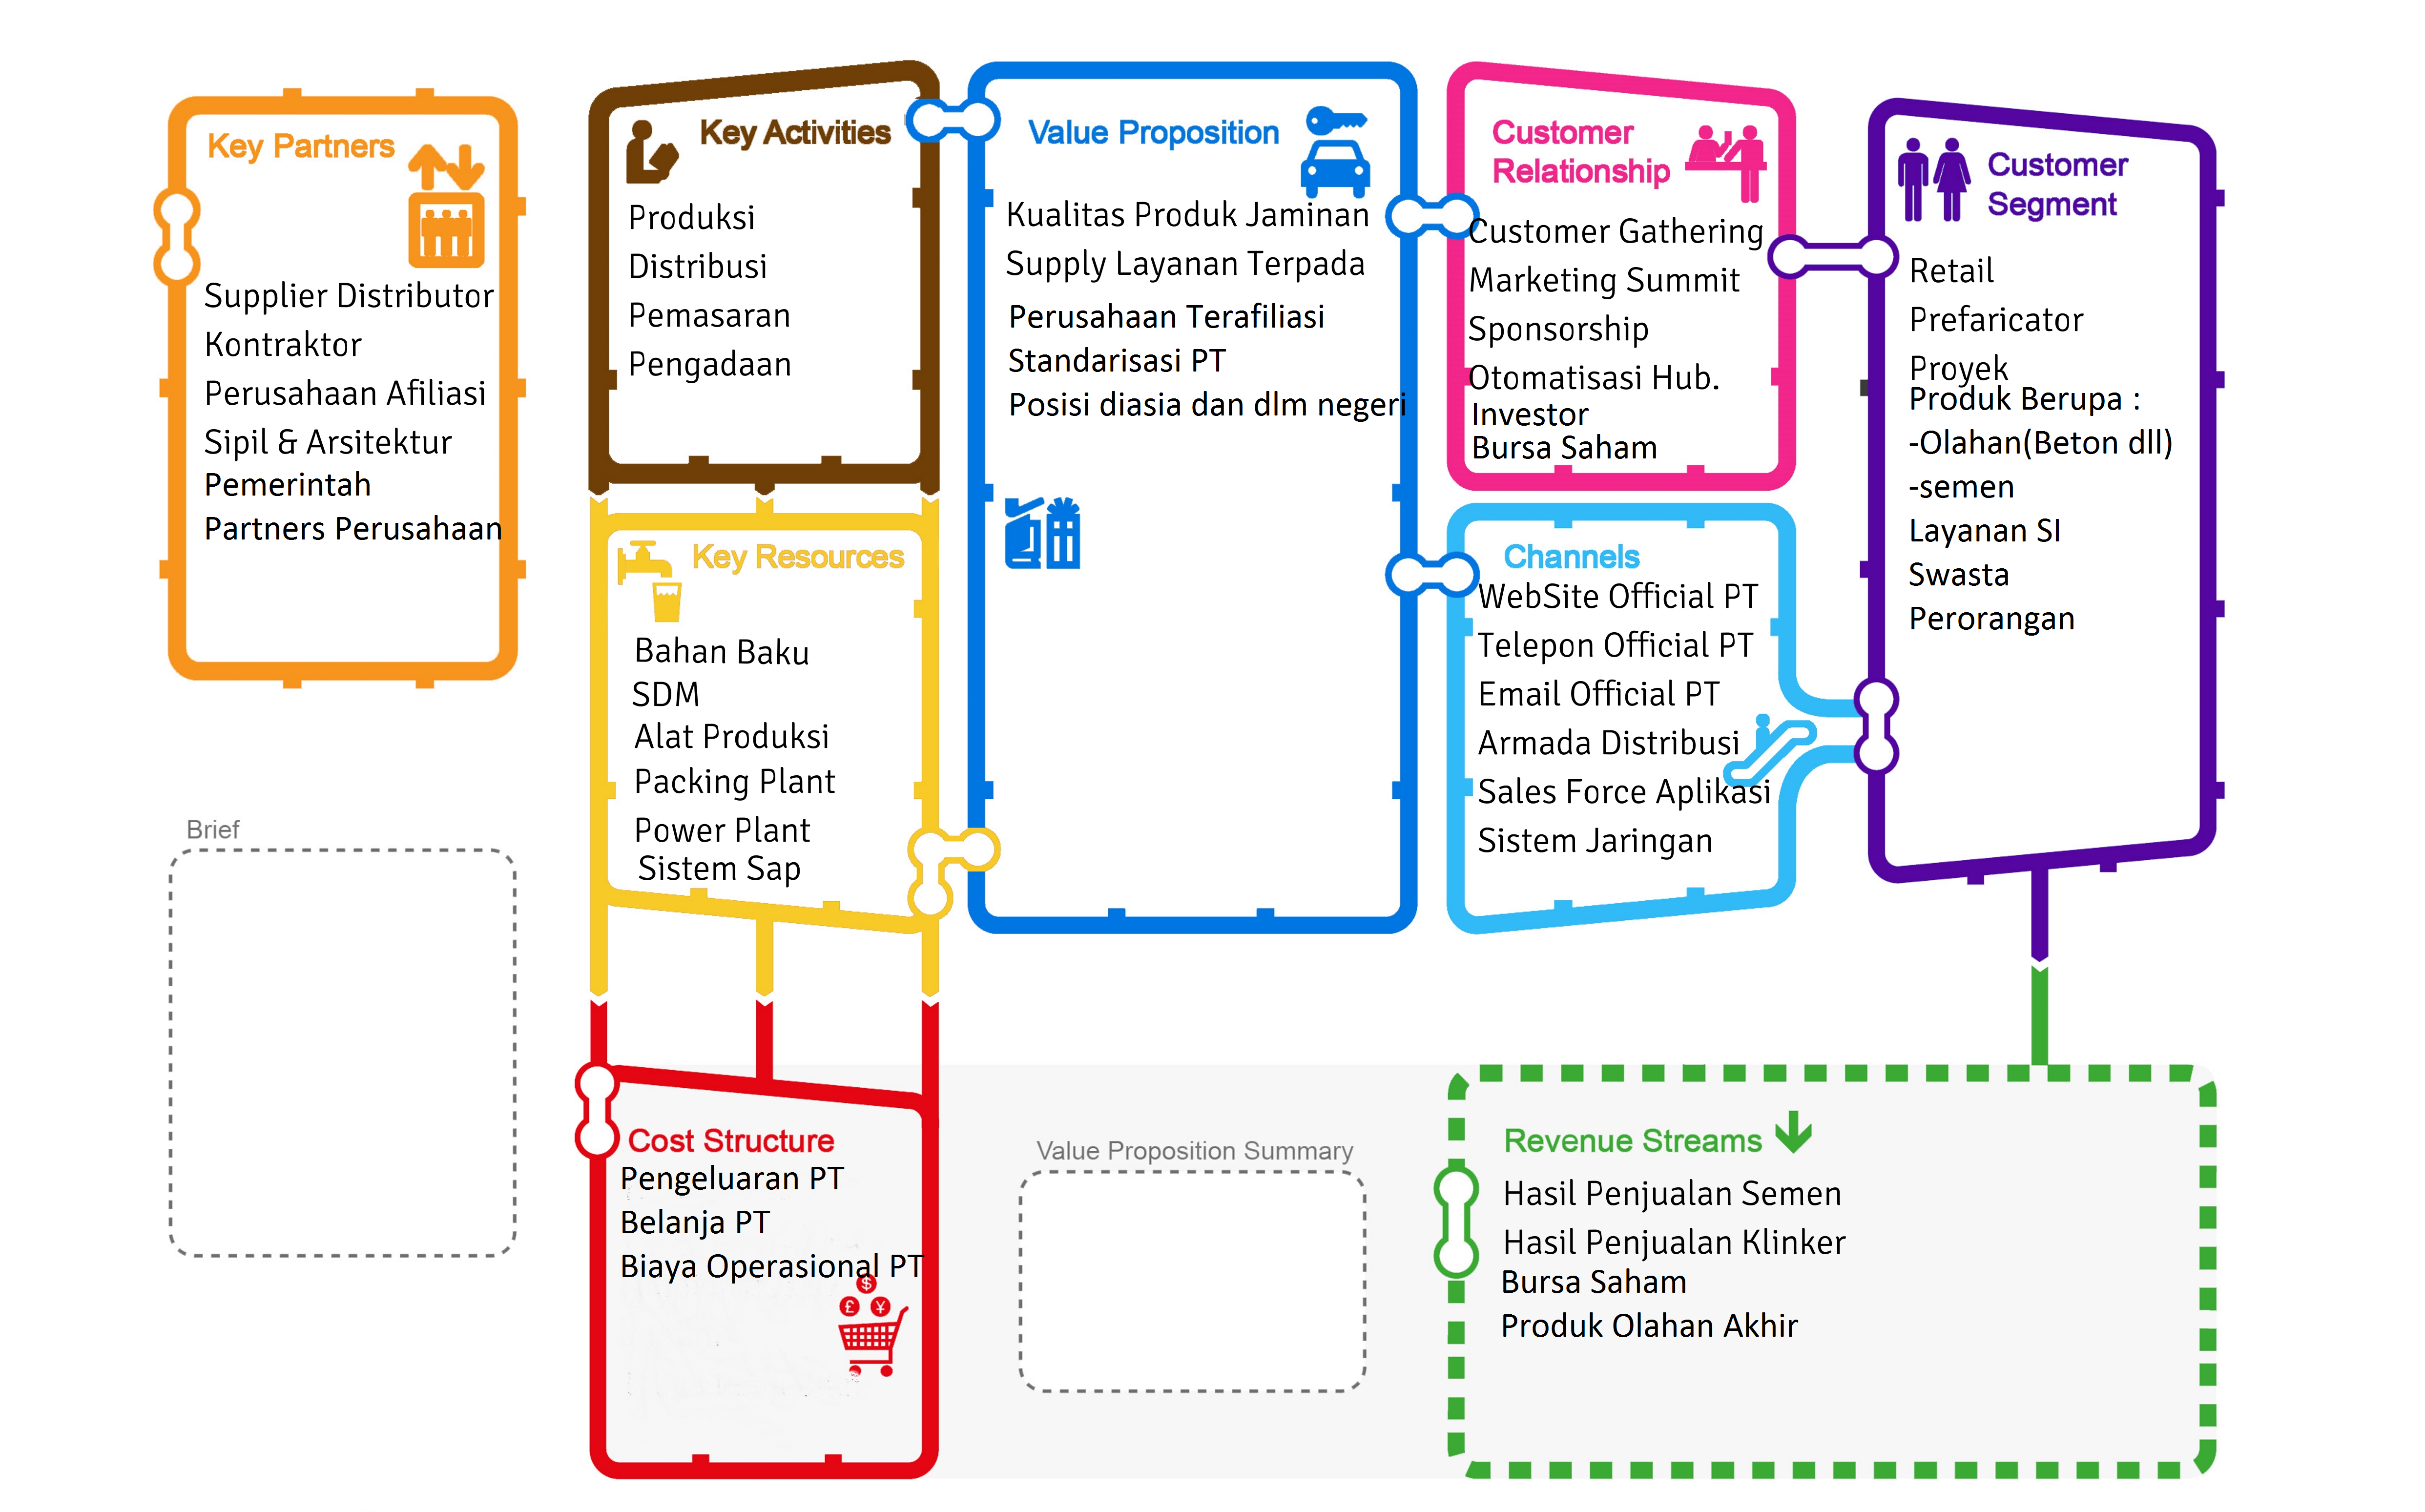 Key Partners
Supplier Distributor
Kontraktor
Perusahaan Afiliasi
Sipil & Arsitektur
Pemerintah
Partners Perusahaan
Key Activities
Produksi
Distribusi
Pemasaran
Pengadaan
Key Resources
Bahan Baku
SDM
Alat Produksi
Packing Plant
Power Plant
Sistem Sap
Value Proposition
Kualitas Produk Jaminan
Supply Layanan Terpada
Perusahaan Terafiliasi
Standarisasi PT
Posisi diasia dan dlm negeri
Customer
Relationship
Customer Gathering
Marketing Summit
Sponsorship
Otomatisasi Hub.
Investor
Bursa Saham
Channels
WebSite Official PT
Telepon Official PT
Email Official PT
Armada Distribusi
Sales Force Aplikasi
Sistem Jaringan
Customer
Segment
Retail
Prefaricator
Proyek
Produk Berupa :
-Olahan(Beton dll)
-semen
Layanan SI
Swasta
Perorangan
Brief
Cost Structure
Pengeluaran PT
Belanja PT
Biaya Operasional PT
$
£ ¥
Value Proposition Summary
Revenue Streams
Hasil Penjualan Semen
Hasil Penjualan Klinker
Bursa Saham
Produk Olahan Akhir